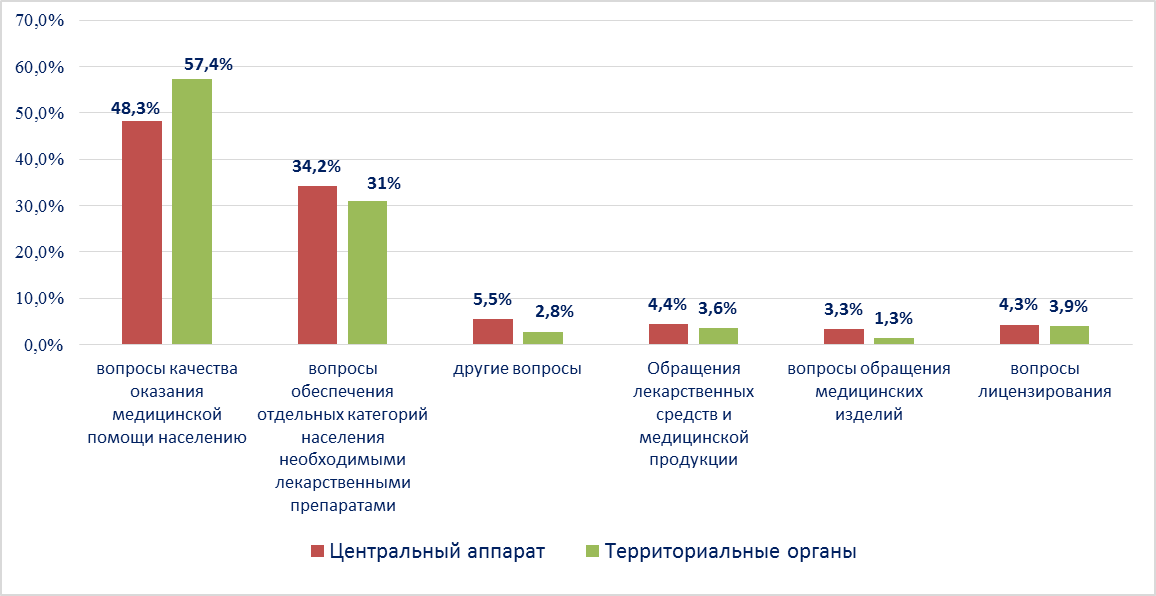 70,0%
60,0%
50,0%
40,0%
30,0%
20,0%
10,0%
0,0%
48,3%
57,4%
34,2%
31%
5,5%
2,8%
4,4%
3,6%
3,3%
1,3%
4,3%
3,9%
вопросы качества
оказания
медицинской
помощи населению
вопросы
обеспечения
отдельных категорий
населения
необходимыми
лекарственными
препаратами
другие вопросы
Обращения
лекарственных
средств и
медицинской
продукции
вопросы обращения
медицинских
изделий
вопросы
лицензирования
Центральный аппарат
Территориальные органы